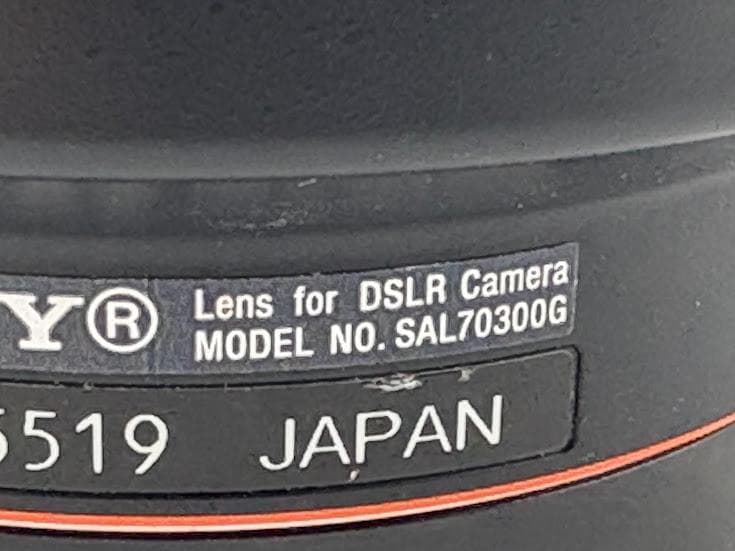 Y® Lens for DSLR Camera
MODEL NO. SAL70300G
5519 JAPAN